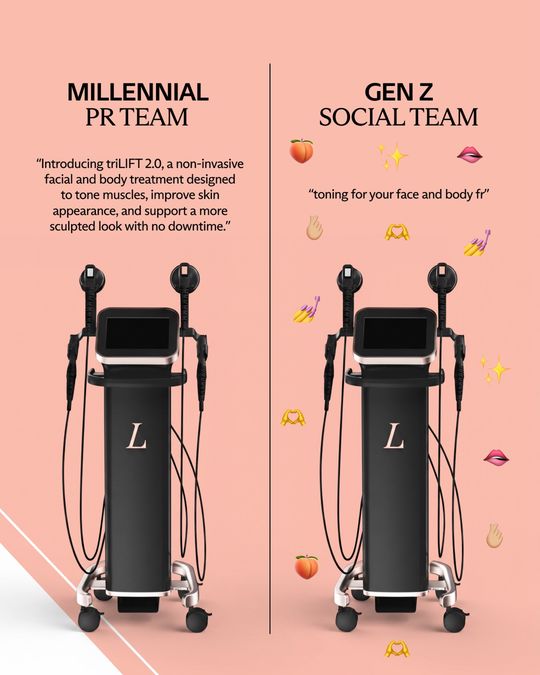 MILLENNIAL
PR TEAM
“Introducing triLIFT 2.0, a non-invasive
facial and body treatment designed
to tone muscles, improve skin
appearance, and support a more
sculpted look with no downtime.”
L
GEN Z
SOCIAL TEAM
“toning for your face and body fr”
L